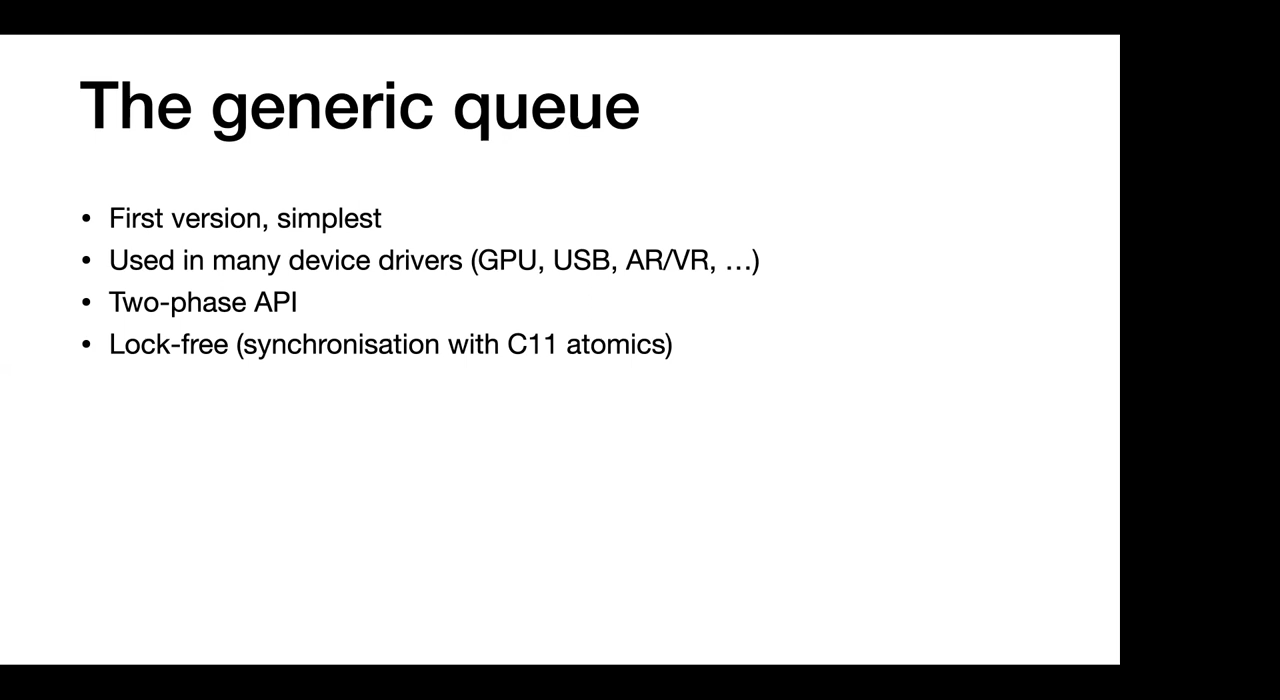 The generic queue
• First version, simplest
• Used in many device drivers (GPU, USB, AR/VR, …)
• Two-phase API
• Lock-free (synchronisation with C11 atomics)